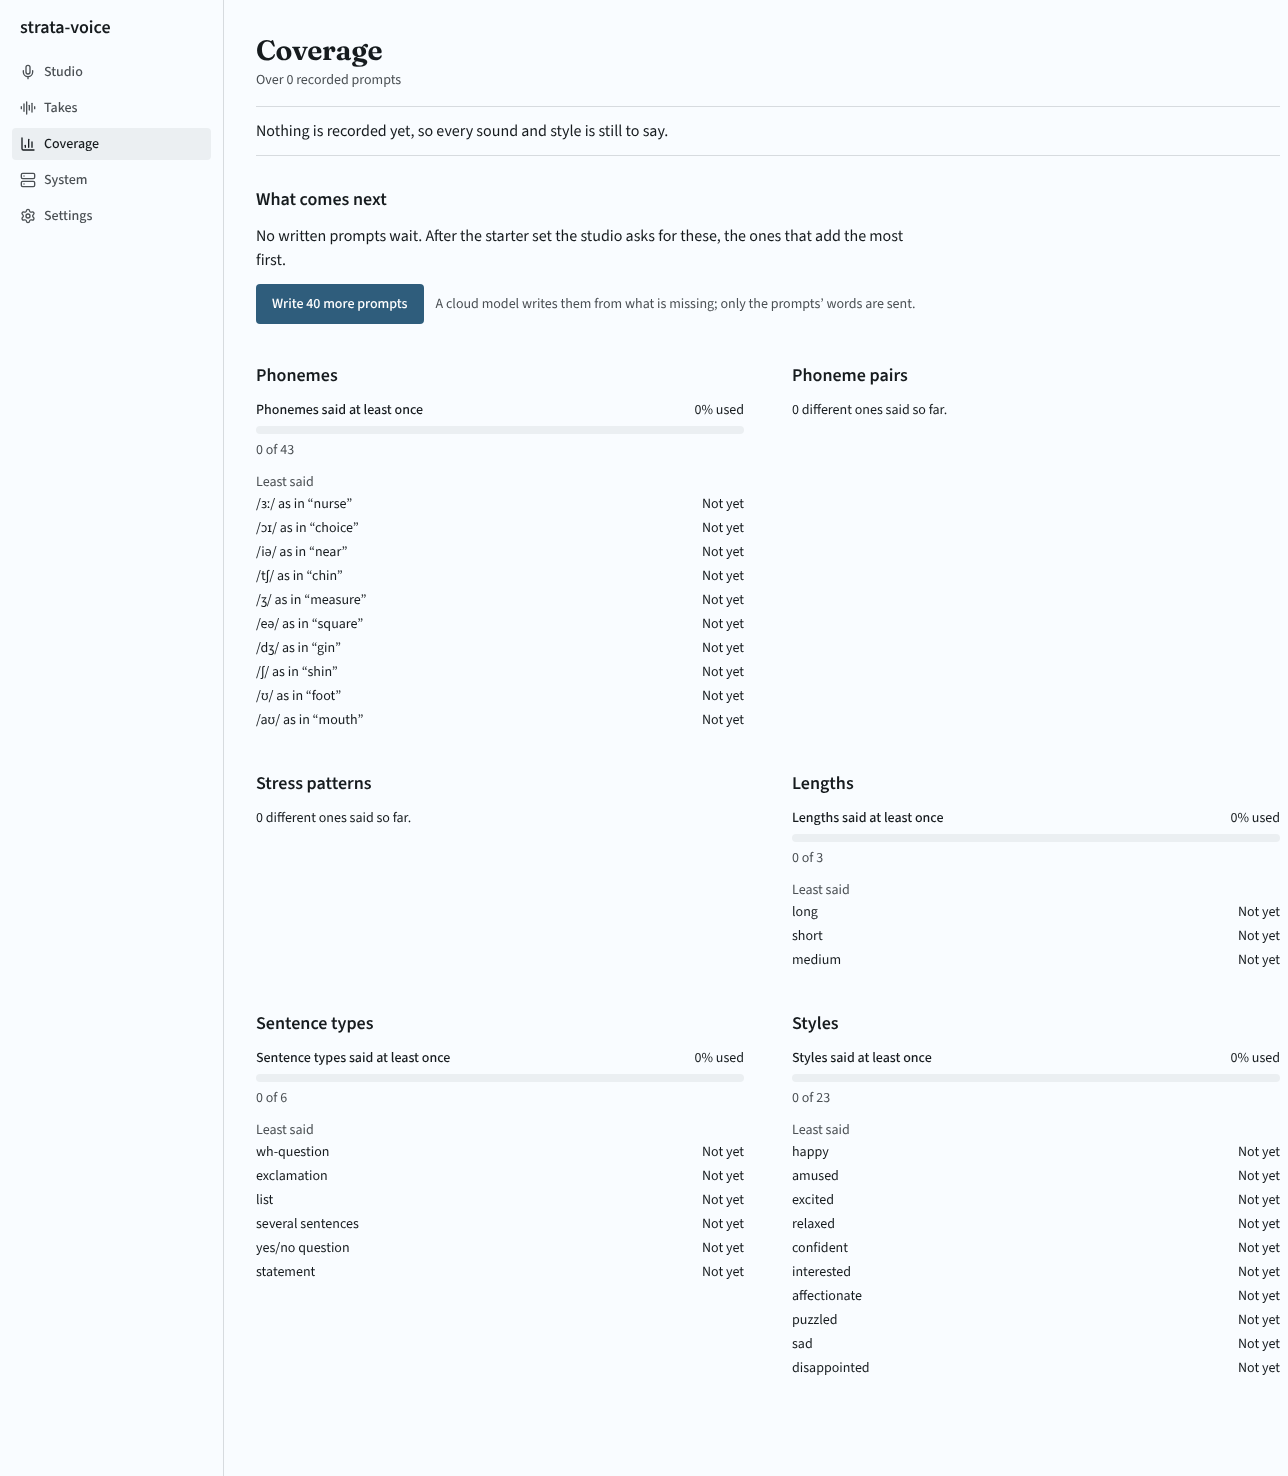 strata-voice
Studio
Takes
Coverage
System
Settings
Coverage
Over 0 recorded prompts
Nothing is recorded yet, so every sound and style is still to say.
What comes next
No written prompts wait. After the starter set the studio asks for these, the ones that add the most
first.
Write 40 more prompts
A cloud model writes them from what is missing; only the prompts’ words are sent.
Phonemes
Phonemes said at least once 0% used
0 of 43
Least said
/ɜː/ as in “nurse” Not yet
/ɔɪ/ as in “choice” Not yet
/iə/ as in “near” Not yet
/tʃ/ as in “chin” Not yet
/ʒ/ as in “measure” Not yet
/eə/ as in “square” Not yet
/dʒ/ as in “gin” Not yet
/ʃ/ as in “shin” Not yet
/ʊ/ as in “foot” Not yet
/aʊ/ as in “mouth” Not yet
Phoneme pairs
0 different ones said so far.
Stress patterns
0 different ones said so far.
Lengths
Lengths said at least once 0% used
0 of 3
Least said
long Not yet
short Not yet
medium Not yet
Sentence types
Sentence types said at least once 0% used
0 of 6
Least said
wh-question Not yet
exclamation Not yet
list Not yet
several sentences Not yet
yes/no question Not yet
statement Not yet
Styles
Styles said at least once 0% used
0 of 23
Least said
happy Not yet
amused Not yet
excited Not yet
relaxed Not yet
confident Not yet
interested Not yet
affectionate Not yet
puzzled Not yet
sad Not yet
disappointed Not yet